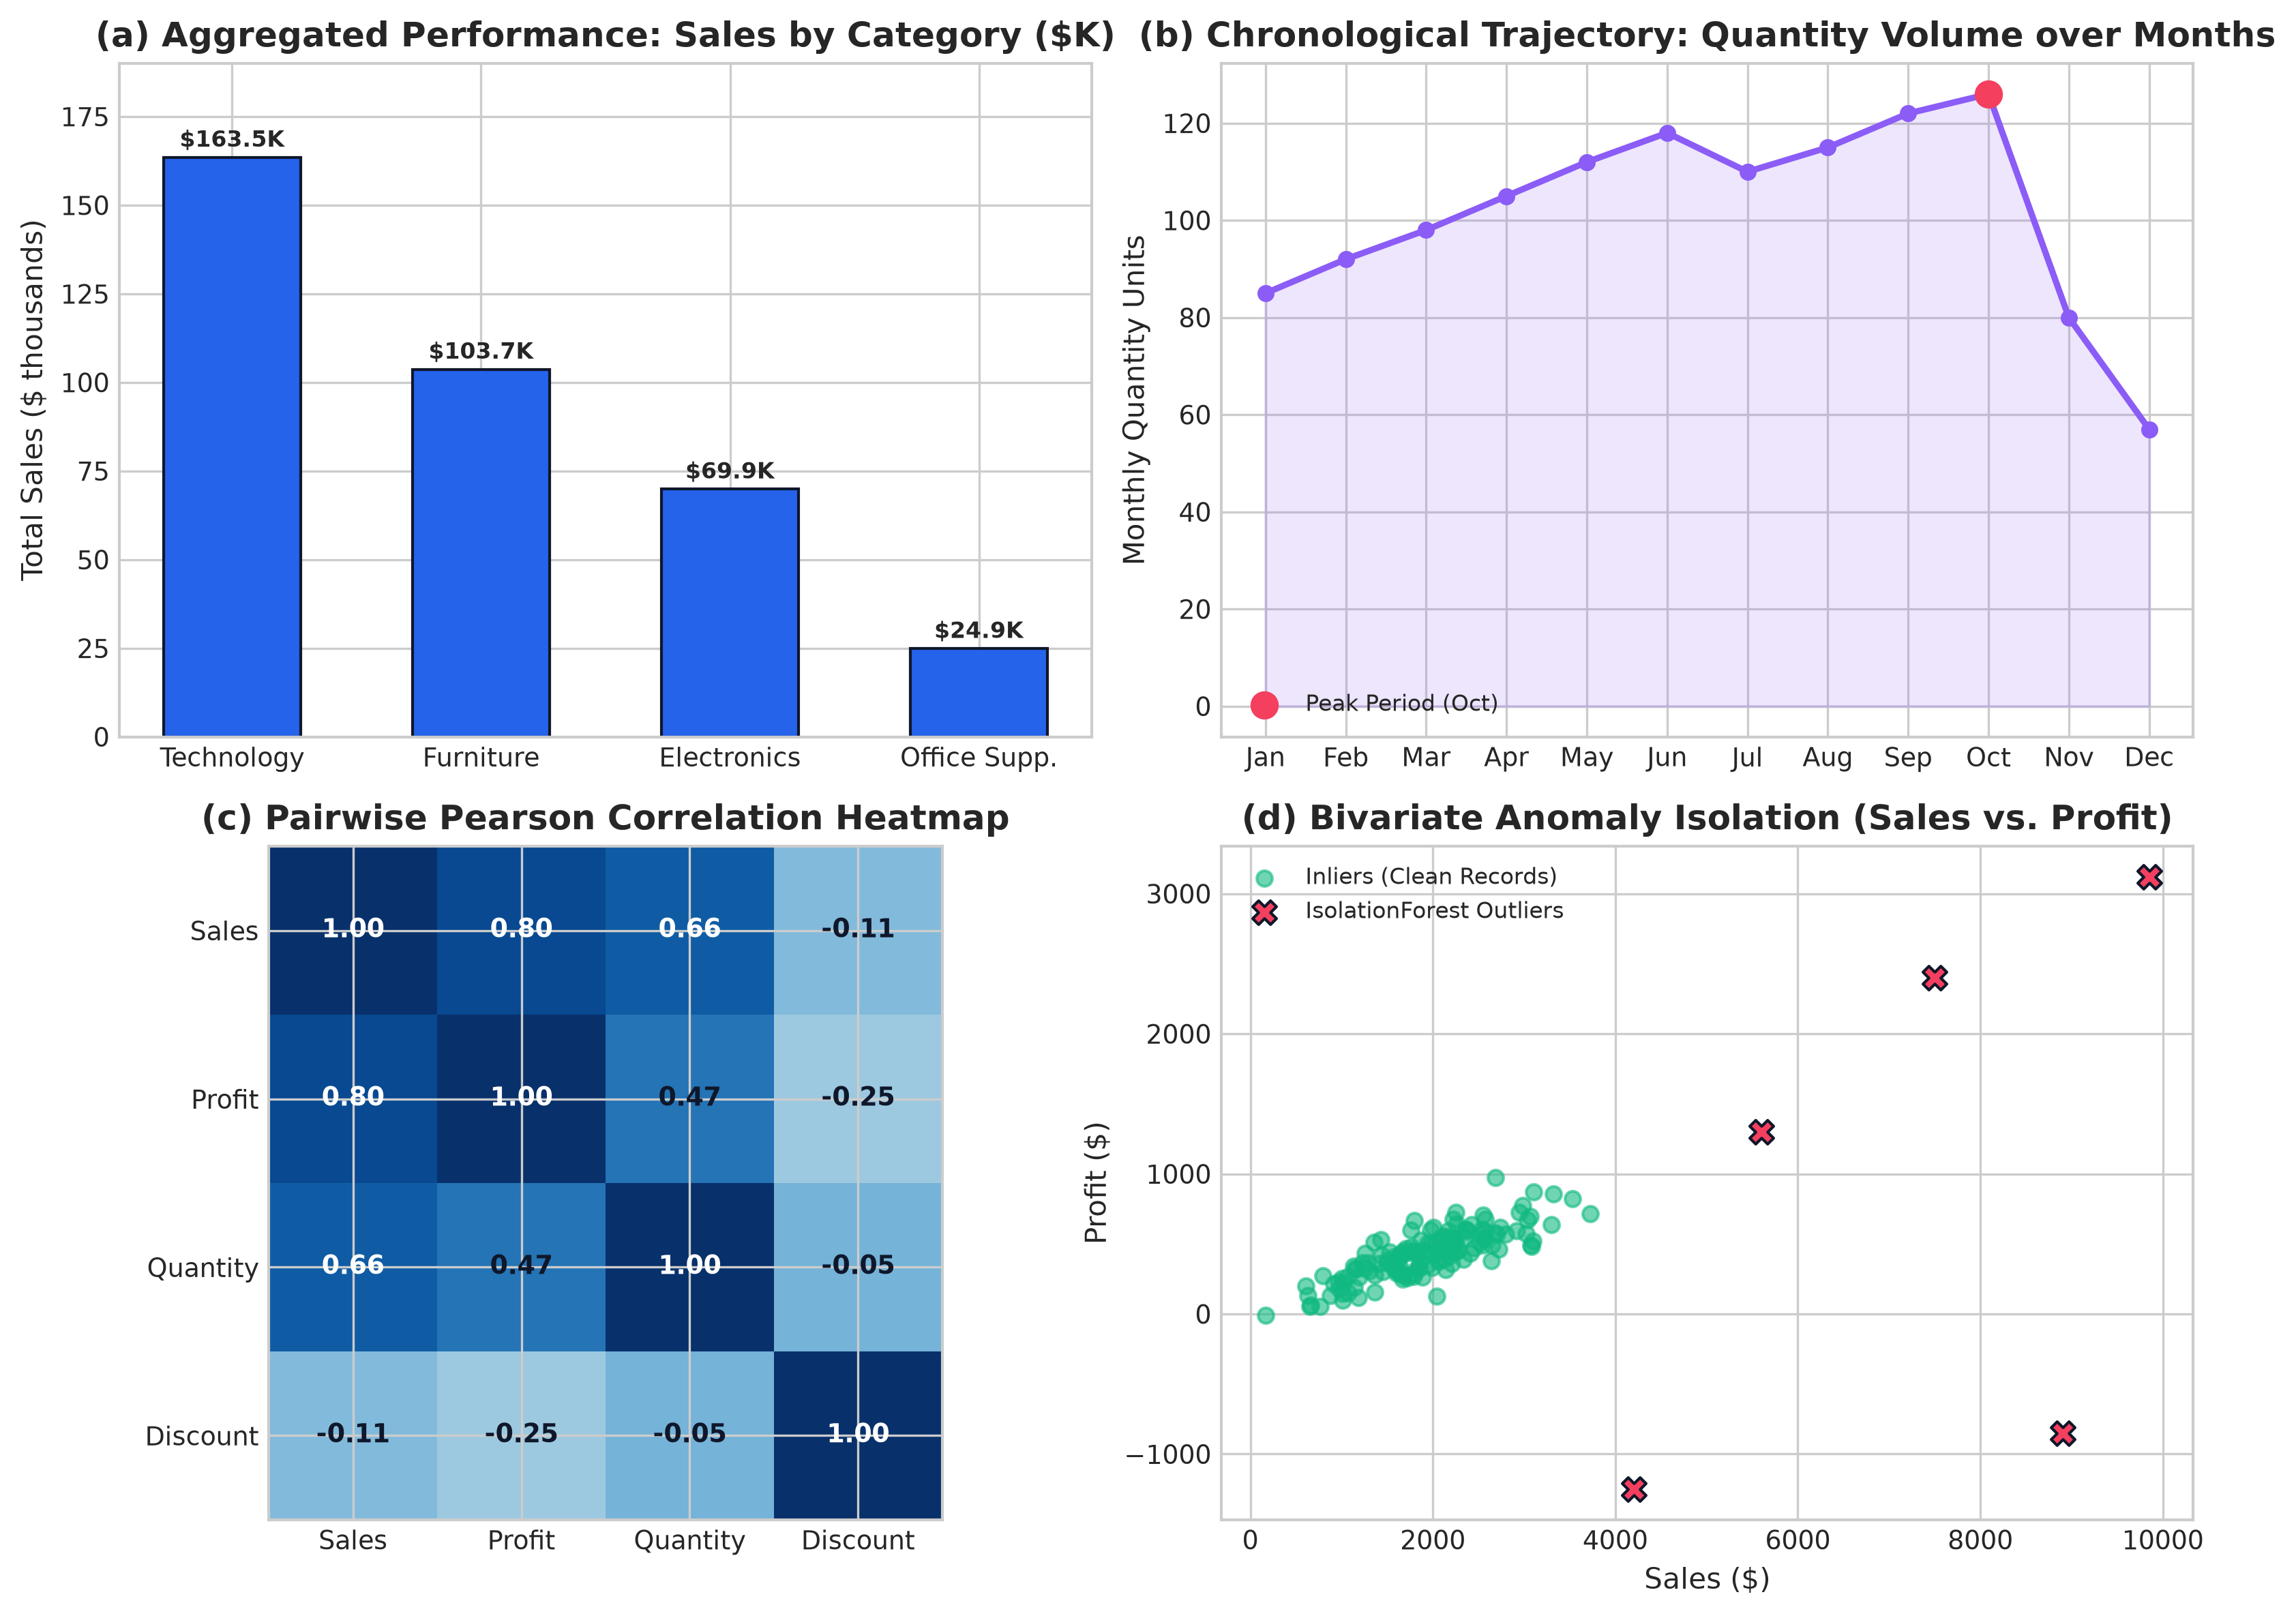 (a) Aggregated Performance: Sales by Category ($K)
Total Sales ($ thousands)
175
150
125
100
75
50
25
0
$163.5K
$103.7K
$69.9K
$24.9K
Technology Furniture Electronics Office Supp.
(b) Chronological Trajectory: Quantity Volume over Months
Monthly Quantity Units
120
100
80
60
40
20
0
Peak Period (Oct)
Jan Feb Mar Apr May Jun Jul Aug Sep Oct Nov Dec
(c) Pairwise Pearson Correlation Heatmap
Sales 1.00 0.80 0.66 -0.11
Profit 0.80 1.00 0.47 -0.25
Quantity 0.66 0.47 1.00 -0.05
Discount -0.11 -0.25 -0.05 1.00
Sales Profit Quantity Discount
(d) Bivariate Anomaly Isolation (Sales vs. Profit)
Profit ($)
3000
2000
1000
0
−1000
Inliers (Clean Records)
IsolationForest Outliers
0 2000 4000 6000 8000 10000
Sales ($)